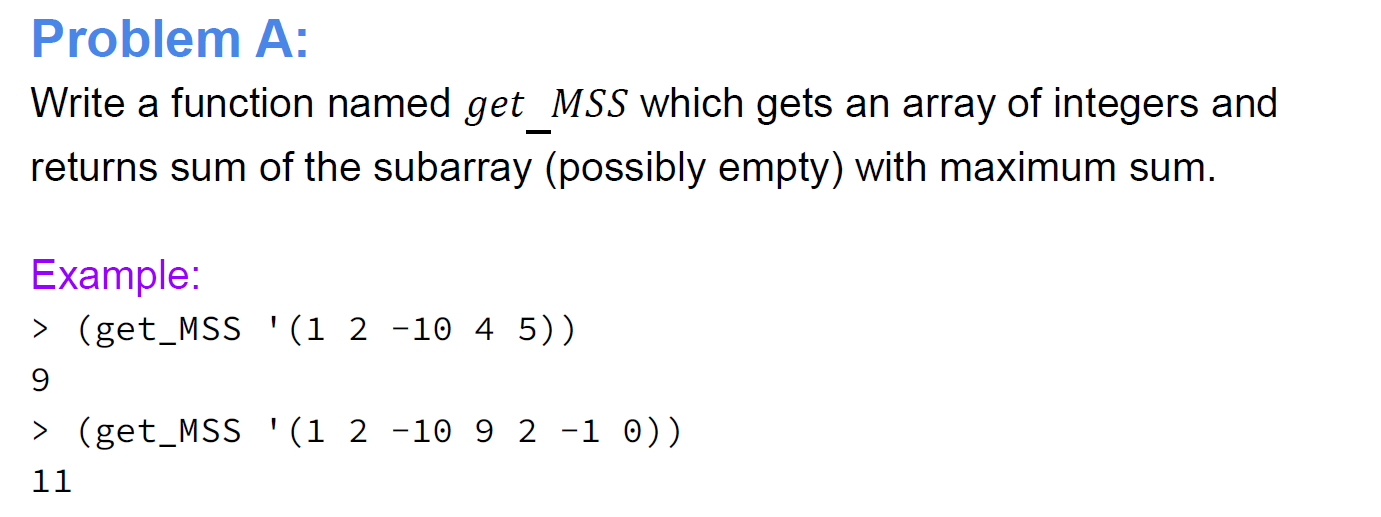 Problem A:
Write a function named get_MSS which gets an array of integers and
returns sum of the subarray (possibly empty) with maximum sum.
Example:
> (get_MSS '(1 2 -10 4 5))
9
> (get_MSS '(1 2 -10 9 2 -1 0))
11